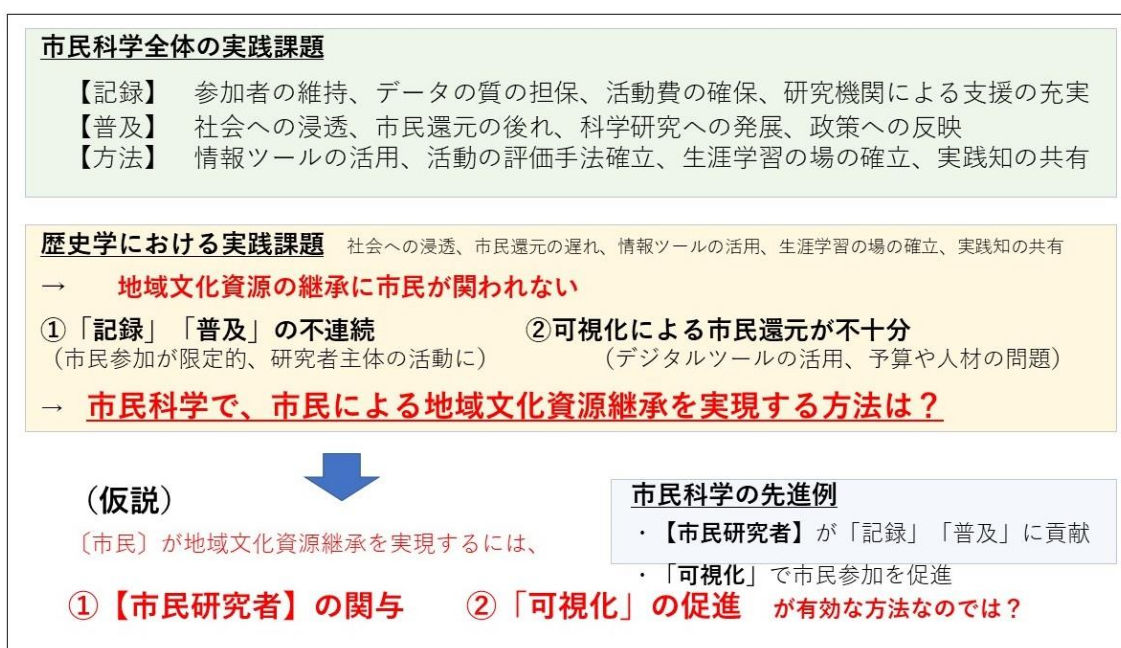 市民科学全体の実践課題
【記録】　参加者の維持、データの質の担保、活動費の確保、研究機関による支援の充実
【普及】　社会への浸透、市民還元の後れ、科学研究への発展、政策への反映
【方法】　情報ツールの活用、活動の評価手法確立、生涯学習の場の確立、実践知の共有
歴史学における実践課題　社会への浸透、市民還元の遅れ、情報ツールの活用、生涯学習の場の確立、実践知の共有
→　地域文化資源の継承に市民が関われない
①「記録」「普及」の不連続　②可視化による市民還元が不十分
（市民参加が限定的、研究者主体の活動に）　（デジタルツールの活用、予算や人材の問題）
→　市民科学で、市民による地域文化資源継承を実現する方法は？
（仮説）
〔市民〕が地域文化資源継承を実現するには、
市民科学の先進例
・【市民研究者】が「記録」「普及」に貢献
・「可視化」で市民参加を促進
①【市民研究者】の関与　②「可視化」の促進　が有効な方法なのでは？